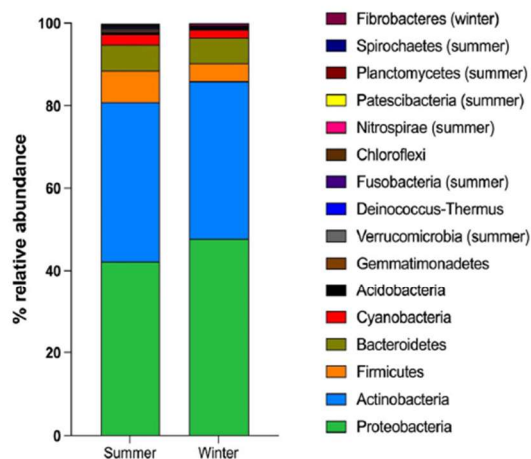 % relative abundance
100
80
60
40
20
0
Summer
Winter
Fibrobacteres (winter)
Spirochaetes (summer)
Planctomycetes (summer)
Patescibacteria (summer)
Nitrospirae (summer)
Chloroflexi
Fusobacteria (summer)
Deinococcus-Thermus
Verrucomicrobia (summer)
Gemmatimonadetes
Acidobacteria
Cyanobacteria
Bacteroidetes
Firmicutes
Actinobacteria
Proteobacteria